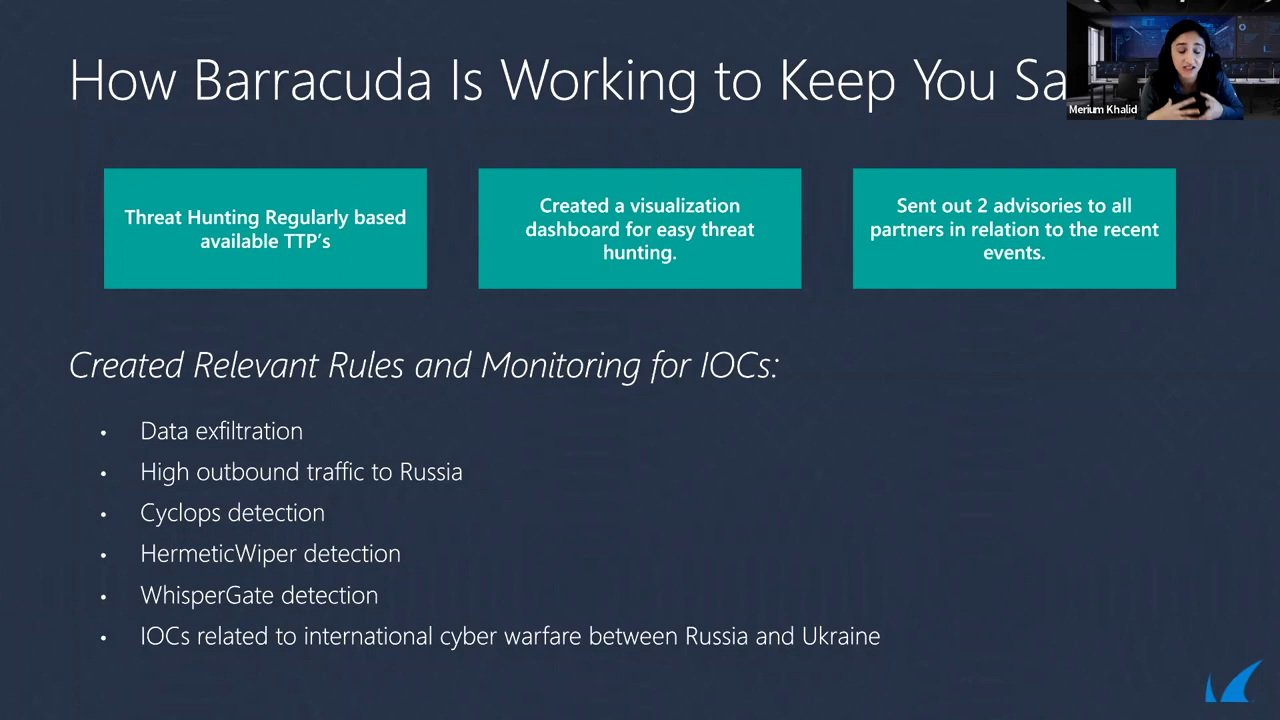 How Barracuda Is Working to Keep You Sa
Merium Khalid
Threat Hunting Regularly based
available TTP's
Created a visualization
dashboard for easy threat
hunting.
Sent out 2 advisories to all
partners in relation to the recent
events.
Created Relevant Rules and Monitoring for IOCs:
• Data exfiltration
• High outbound traffic to Russia
• Cyclops detection
• HermeticWiper detection
• WhisperGate detection
• IOCs related to international cyber warfare between Russia and Ukraine